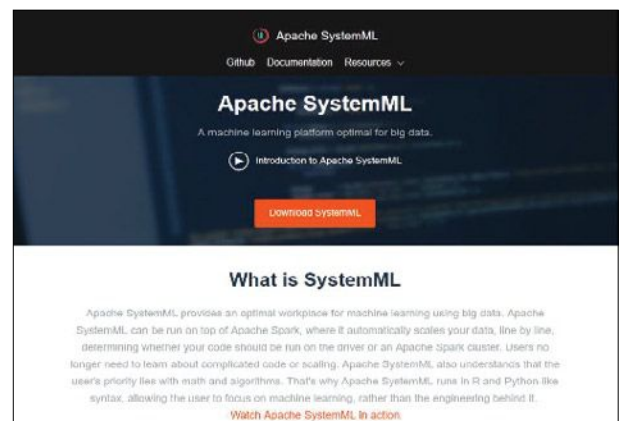 Apache SystemML
Github Documentation Resources
Apache SystemML
A machine learning platform optimal for big data.
Introduction to Apache SystemML
Download SystemML
What is SystemML
Apache SystemML provides an optimal workplace for machine learning using big data. Apache
SystemML can be run on top of Apache Spark, where it automatically scales your data, line by line,
determining whether your code should be run on the driver or an Apache Spark cluster. Users no
longer need to learn about complicated code or scaling. Apache SystemML also understands that the
user's priority lies with math and algorithms. That's why Apache SystemML runs in R and Python-like
syntax, allowing the user to focus on machine learning, rather than the engineering behind it.
Watch Apache SystemML in action.